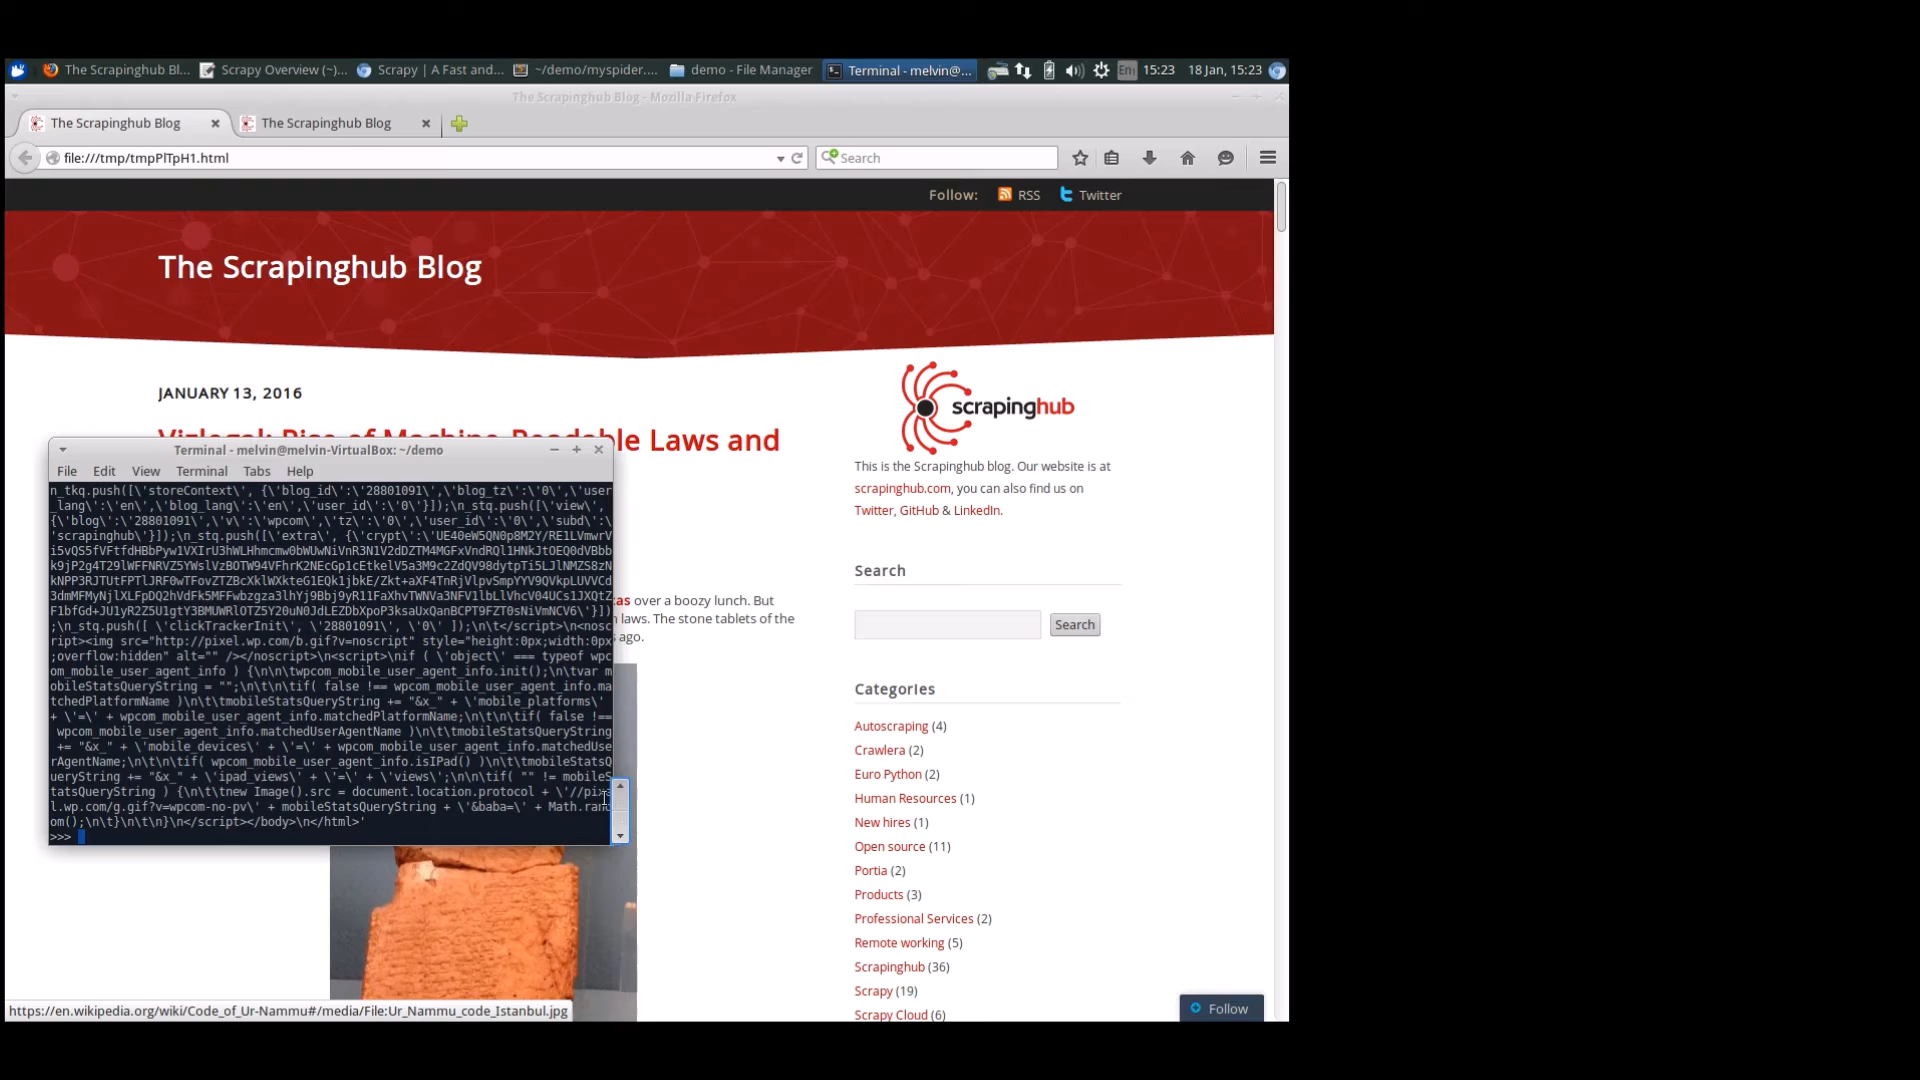 The Scrapinghub Bl...
Scrapy Overview (~)...
Scrapy | A Fast and...
~/demo/myspider....
demo - File Manager
Terminal - melvin@...
En
15:23
18 Jan, 15:23
The Scrapinghub Blog - Mozilla Firefox
The Scrapinghub Blog
The Scrapinghub Blog
file:///tmp/tmpPlTpH1.html
Search
Follow:
RSS
Twitter
The Scrapinghub Blog
JANUARY 13, 2016
Vizlegal: Rise of Machine-Readable Laws and
Terminal - melvin@melvin-VirtualBox: ~/demo
File Edit View Terminal Tabs Help
n_tkq.push([\'storeContext\', {\'blog_id\':\'28801091\',\'blog_tz\':\'0\',\'user
_lang\':\'en\',\'blog_lang\':\'en\',\'user_id\':\'0\'}]);\n_stq.push([\'view\',
{\'blog\':\'28801091\',\'v\':\'wpcom\',\'tz\':\'0\',\'user_id\':\'0\',\'subd\':\
'scrapinghub\'}]);\n_stq.push([\'extra\', {\'crypt\':\'
;\n_stq.push([ \'clickTrackerInit\', \'28801091\', \'0\' ]);\n\t</script>\n<nosc
ript><img src="http://pixel.wp.com/b.gif?v=noscript" style="height:0px;width:0px
;overflow:hidden" alt="" /></noscript>\n<script>\nif ( \'object\' === typeof wpc
om_mobile_user_agent_info ) {\n\n\twpcom_mobile_user_agent_info.init();\n\tvar m
obileStatsQueryString = "";\n\t\n\tif( false !== wpcom_mobile_user_agent_info.ma
tchedPlatformName )\n\t\tmobileStatsQueryString += "&x_" + \'mobile_platforms\'
+ \'=\' + wpcom_mobile_user_agent_info.matchedPlatformName;\n\t\n\tif( false !==
wpcom_mobile_user_agent_info.matchedUserAgentName )\n\t\tmobileStatsQueryString
+= "&x_" + \'mobile_devices\' + \'=\' + wpcom_mobile_user_agent_info.matchedUse
rAgentName;\n\t\n\tif( wpcom_mobile_user_agent_info.isIPad() )\n\t\tmobileStatsQ
ueryString += "&x_" + \'ipad_views\' + \'=\' + \'views\';\n\n\tif( "" != mobileS
tatsQueryString ) {\n\t\tnew Image().src = document.location.protocol + \'//pixe
l.wp.com/g.gif?v=wpcom-no-pv\' + mobileStatsQueryString + \'&baba=\' + Math.rand
om();\n\t}\n\t\n}\n</script></body>\n</html>'
>>>
as over a boozy lunch. But
laws. The stone tablets of the
ago.
scrapinghub
This is the Scrapinghub blog. Our website is at
scrapinghub.com, you can also find us on
Twitter, GitHub & LinkedIn.
Search
Search
Categories
Autoscraping (4)
Crawlera (2)
Euro Python (2)
Human Resources (1)
New hires (1)
Open source (11)
Portia (2)
Products (3)
Professional Services (2)
Remote working (5)
Scrapinghub (36)
Scrapy (19)
Scrapy Cloud (6)
Follow
https://en.wikipedia.org/wiki/Code_of_Ur-Nammu#/media/File:Ur_Nammu_code_Istanbul.jpg